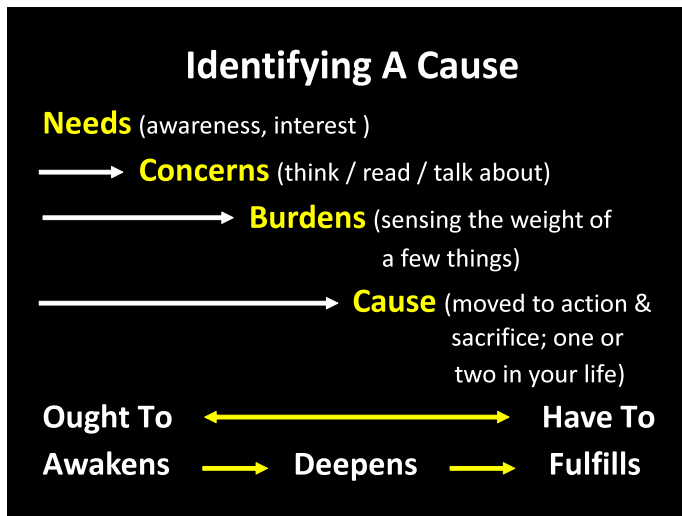 Identifying A Cause
Needs (awareness, interest )
Concerns (think / read / talk about)
Burdens (sensing the weight of
a few things)
Cause (moved to action &
sacrifice; one or
two in your life)
Ought To Have To
Awakens Deepens Fulfills